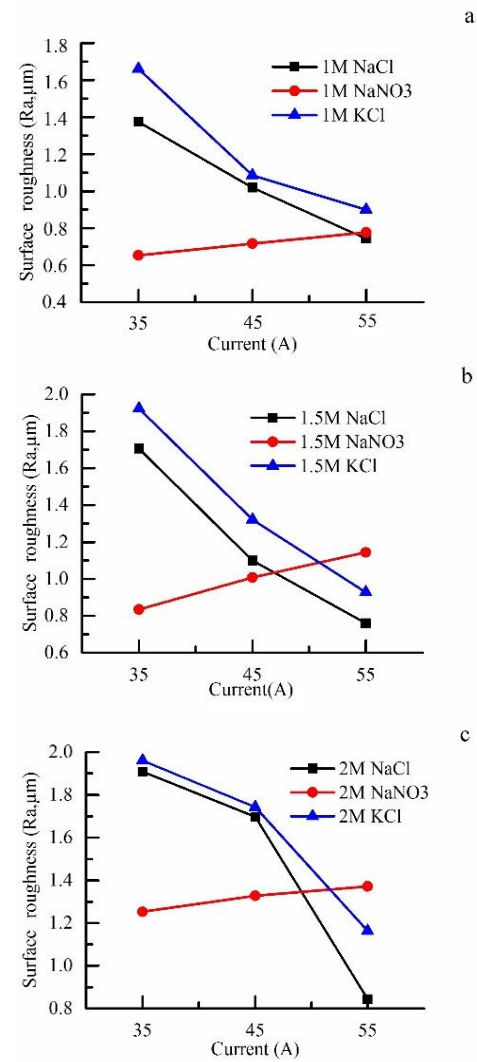 a
1.8
1.6
1.4
1.2
1.0
0.8
0.6
0.4
Surface roughness (Ra,μm)
1M NaCl
1M NaNO3
1M KCl
35 45 55
Current (A)
b
2.0
1.8
1.6
1.4
1.2
1.0
0.8
0.6
Surface roughness (Ra,μm)
1.5M NaCl
1.5M NaNO3
1.5M KCl
35 45 55
Current(A)
c
2.0
1.8
1.6
1.4
1.2
1.0
0.8
Surface roughness (Ra,μm)
2M NaCl
2M NaNO3
2M KCl
35 45 55
Current (A)